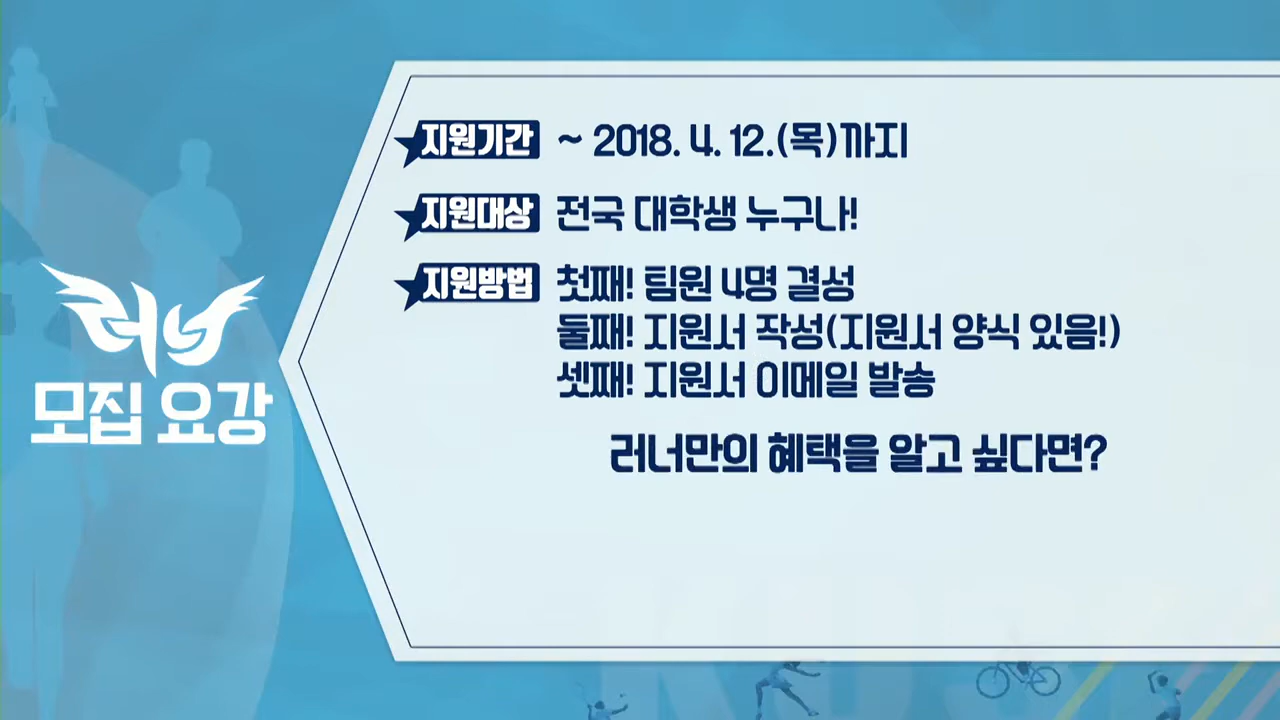 러너
모집 요강
지원기간 ~ 2018. 4. 12.(목)까지
지원대상 전국 대학생 누구나!
지원방법 첫째! 팀원 4명 결성
둘째! 지원서 작성(지원서 양식 있음!)
셋째! 지원서 이메일 발송
러너만의 혜택을 알고 싶다면?